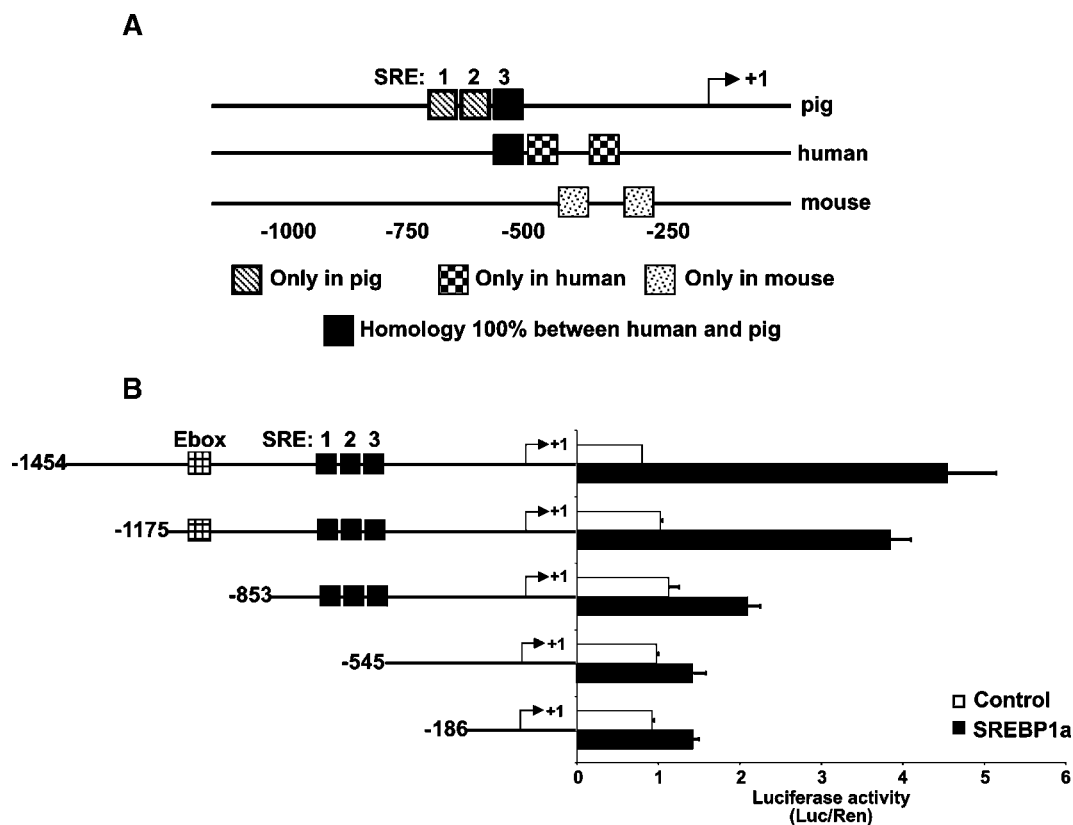 A
SRE: 1 2 3
+1
pig
human
mouse
-1000 -750 -500 -250
Only in pig Only in human Only in mouse
Homology 100% between human and pig
B
Ebox SRE: 1 2 3
-1454 +1
-1175 +1
-853 +1
-545 +1
-186 +1
Control
SREBP1a
0 1 2 3 4 5 6
Luciferase activity
(Luc/Ren)